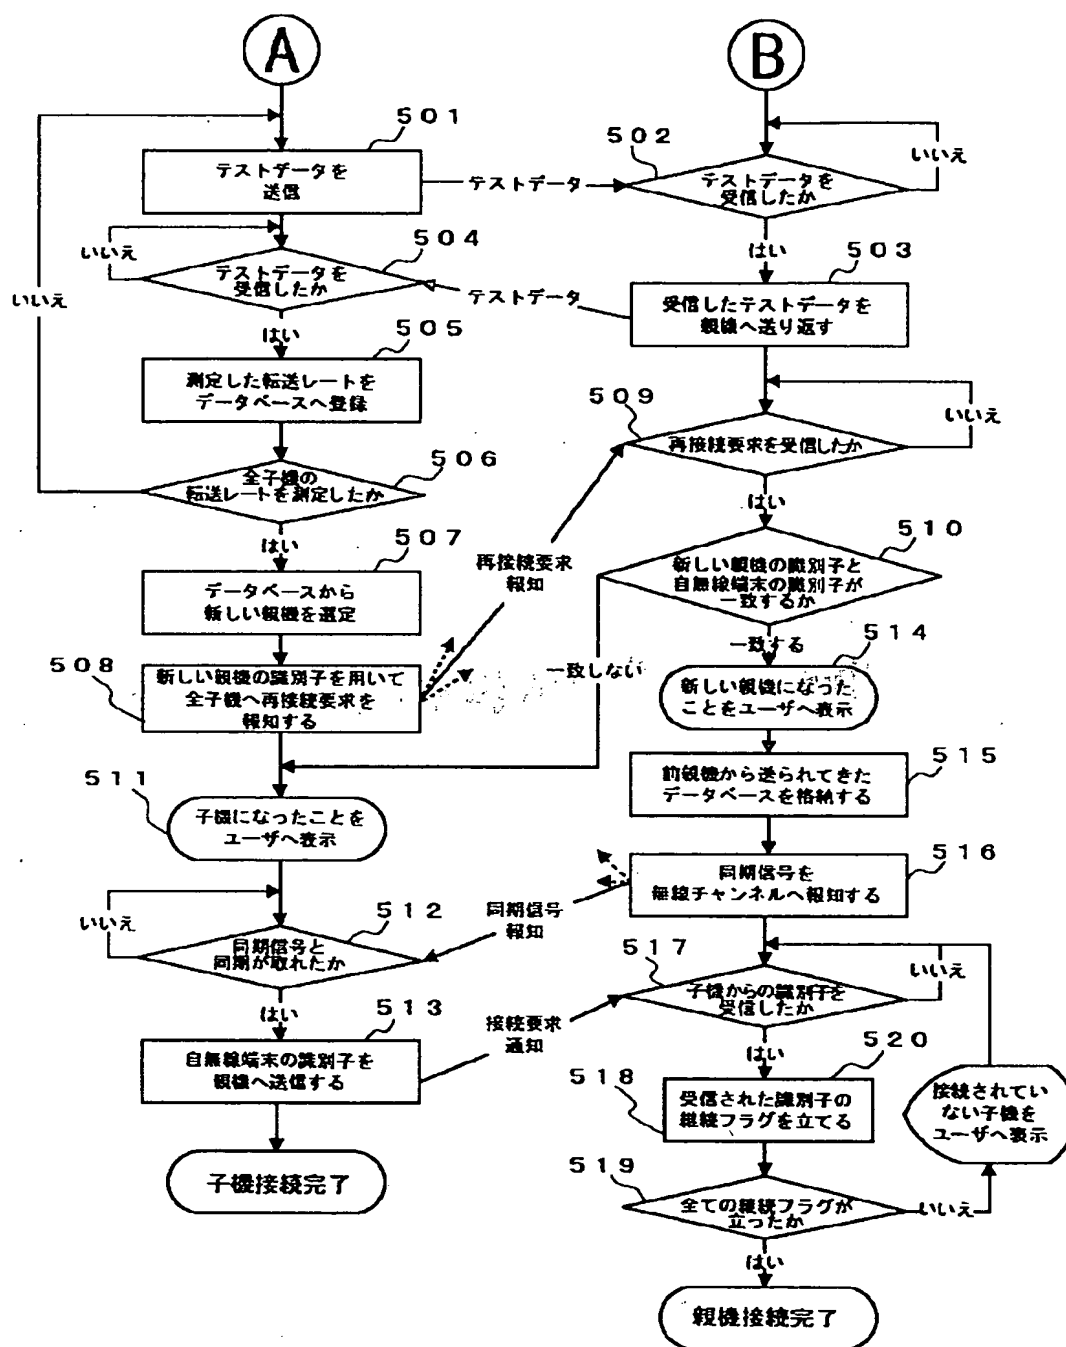 A
B
501
テストデータを
送信
テストデータ
502
テストデータを
受信したか
いいえ
はい
503
受信したテストデータを
親機へ送り返す
テストデータ
504
テストデータを
受信したか
いいえ
いいえ
はい
505
測定した転送レートを
データベースへ登録
506
全子機の
転送レートを測定したか
はい
507
データベースから
新しい親機を選定
508
新しい親機の識別子を用いて
全子機へ再接続要求を
報知する
再接続要求
報知
509
再接続要求を受信したか
いいえ
はい
510
新しい親機の識別子と
自無線端末の識別子が
一致するか
一致しない
一致する
514
新しい親機になった
ことをユーザへ表示
515
前親機から送られてきた
データベースを格納する
516
同期信号を
無線チャンネルへ報知する
同期信号
報知
511
子機になったことを
ユーザへ表示
512
同期信号と
同期が取れたか
いいえ
はい
513
自無線端末の識別子を
親機へ送信する
接続要求
通知
子機接続完了
517
子機からの識別子を
受信したか
いいえ
はい
520
接続されてい
ない子機を
ユーザへ表示
518
受信された識別子の
継続フラグを立てる
519
全ての継続フラグが
立ったか
いいえ
はい
親機接続完了